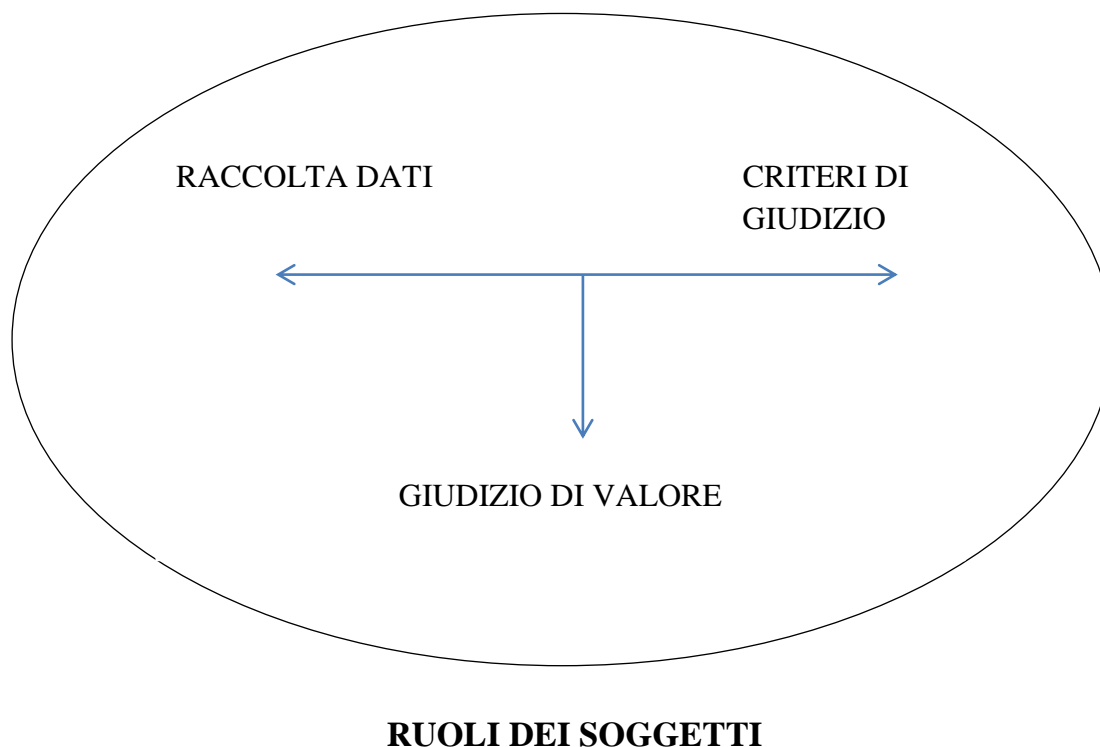 RACCOLTA DATI
CRITERI DI
GIUDIZIO
GIUDIZIO DI VALORE
RUOLI DEI SOGGETTI